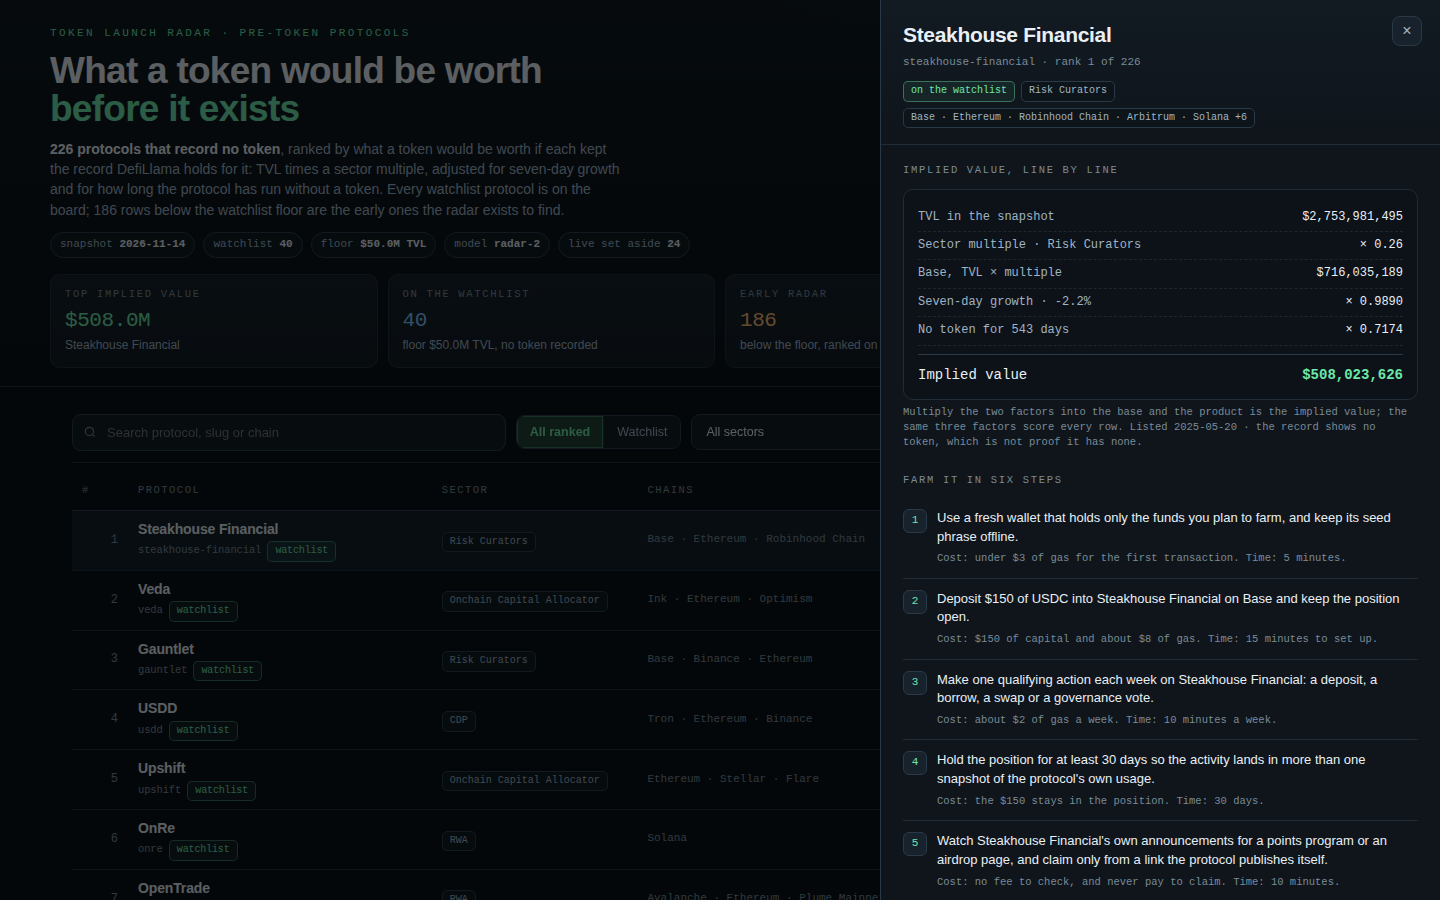 TOKEN LAUNCH RADAR · PRE-TOKEN PROTOCOLS
What a token would be worth
before it exists
226 protocols that record no token, ranked by what a token would be worth if each kept
the record DefiLlama holds for it: TVL times a sector multiple, adjusted for seven-day growth
and for how long the protocol has run without a token. Every watchlist protocol is on the
board; 186 rows below the watchlist floor are the early ones the radar exists to find.
snapshot 2026-11-14
watchlist 40
floor $50.0M TVL
model radar-2
live set aside 24
TOP IMPLIED VALUE
$508.0M
Steakhouse Financial
ON THE WATCHLIST
40
floor $50.0M TVL, no token recorded
EARLY RADAR
186
below the floor, ranked on
Search protocol, slug or chain
All ranked
Watchlist
All sectors
# PROTOCOL SECTOR CHAINS
1 Steakhouse Financial
steakhouse-financial watchlist
Risk Curators
Base · Ethereum · Robinhood Chain
2 Veda
veda watchlist
Onchain Capital Allocator
Ink · Ethereum · Optimism
3 Gauntlet
gauntlet watchlist
Risk Curators
Base · Binance · Ethereum
4 USDD
usdd watchlist
CDP
Tron · Ethereum · Binance
5 Upshift
upshift watchlist
Onchain Capital Allocator
Ethereum · Stellar · Flare
6 OnRe
onre watchlist
RWA
Solana
7 OpenTrade
RWA
Avalanche · Ethereum · Plume Mainne
Steakhouse Financial
×
steakhouse-financial · rank 1 of 226
on the watchlist
Risk Curators
Base · Ethereum · Robinhood Chain · Arbitrum · Solana +6
IMPLIED VALUE, LINE BY LINE
TVL in the snapshot $2,753,981,495
Sector multiple · Risk Curators × 0.26
Base, TVL × multiple $716,035,189
Seven-day growth · -2.2% × 0.9890
No token for 543 days × 0.7174
Implied value $508,023,626
Multiply the two factors into the base and the product is the implied value; the
same three factors score every row. Listed 2025-05-20 · the record shows no
token, which is not proof it has none.
FARM IT IN SIX STEPS
1 Use a fresh wallet that holds only the funds you plan to farm, and keep its seed
phrase offline.
Cost: under $3 of gas for the first transaction. Time: 5 minutes.
2 Deposit $150 of USDC into Steakhouse Financial on Base and keep the position
open.
Cost: $150 of capital and about $8 of gas. Time: 15 minutes to set up.
3 Make one qualifying action each week on Steakhouse Financial: a deposit, a
borrow, a swap or a governance vote.
Cost: about $2 of gas a week. Time: 10 minutes a week.
4 Hold the position for at least 30 days so the activity lands in more than one
snapshot of the protocol's own usage.
Cost: the $150 stays in the position. Time: 30 days.
5 Watch Steakhouse Financial's own announcements for a points program or an
airdrop page, and claim only from a link the protocol publishes itself.
Cost: no fee to check, and never pay to claim. Time: 10 minutes.